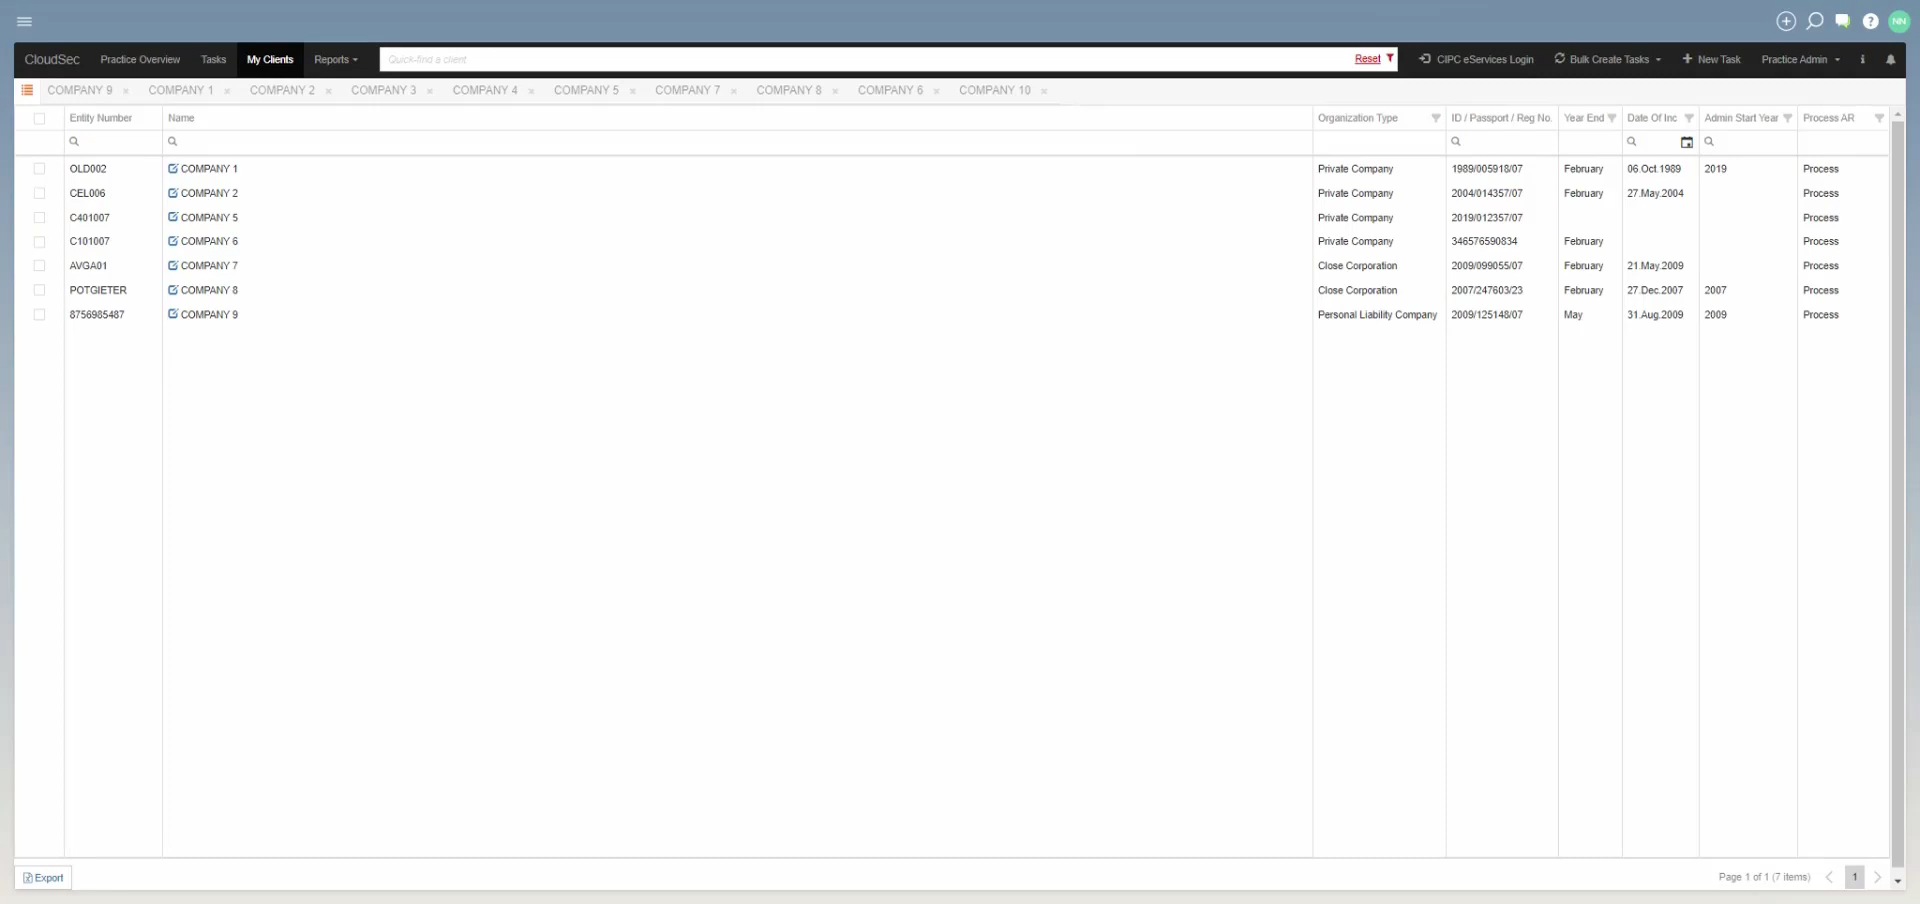 NN
CloudSec Practice Overview Tasks My Clients Reports Quick-find a client Reset CIPC eServices Login Bulk Create Tasks New Task Practice Admin
COMPANY 9 COMPANY 1 COMPANY 2 COMPANY 3 COMPANY 4 COMPANY 5 COMPANY 7 COMPANY 8 COMPANY 6 COMPANY 10
Entity Number Name Organization Type ID / Passport / Reg No. Year End Date Of Inc Admin Start Year Process AR
OLD002 COMPANY 1 Private Company 1989/005918/07 February 06.Oct.1989 2019 Process
CEL006 COMPANY 2 Private Company 2004/014357/07 February 27.May.2004 Process
C401007 COMPANY 5 Private Company 2019/012357/07 Process
C101007 COMPANY 6 Private Company 346576590834 February Process
AVGA01 COMPANY 7 Close Corporation 2009/099055/07 February 21.May.2009 Process
POTGIETER COMPANY 8 Close Corporation 2007/247603/23 February 27.Dec.2007 2007 Process
8756985487 COMPANY 9 Personal Liability Company 2009/125148/07 May 31.Aug.2009 2009 Process
Export Page 1 of 1 (7 items) 1